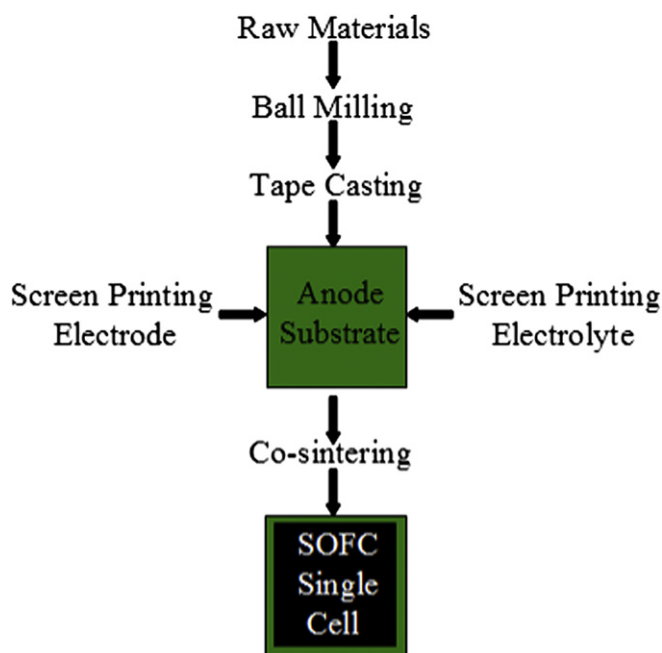 Raw Materials
Ball Milling
Tape Casting
Screen Printing
Electrode
Anode
Substrate
Screen Printing
Electrolyte
Co-sintering
SOFC
Single
Cell